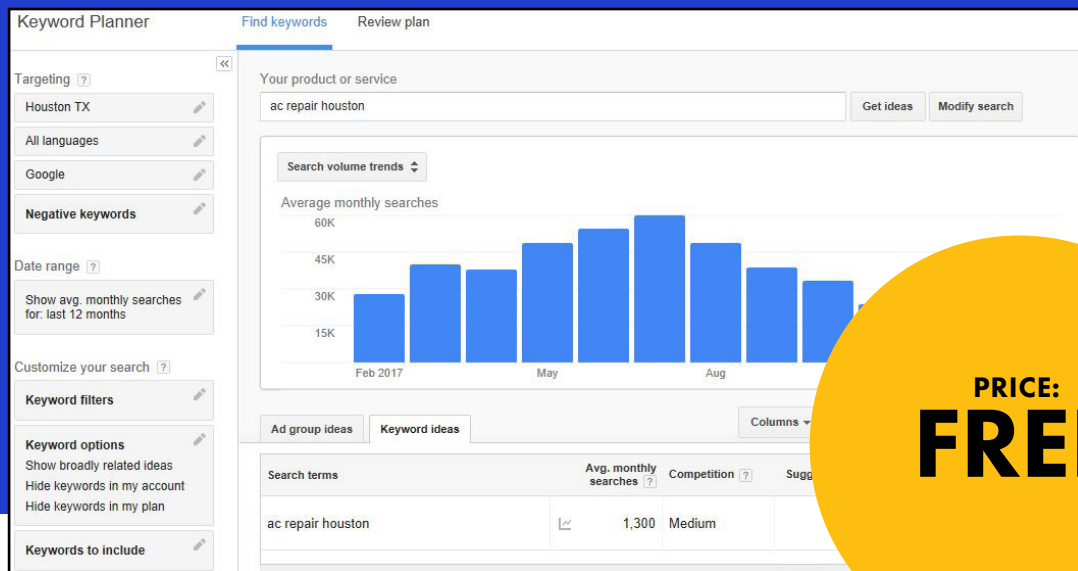 Keyword Planner
Find keywords
Review plan
Targeting ?
Houston TX
All languages
Google
Negative keywords
Date range ?
Show avg. monthly searches
for: last 12 months
Customize your search ?
Keyword filters
Keyword options
Show broadly related ideas
Hide keywords in my account
Hide keywords in my plan
Keywords to include
Your product or service
ac repair houston
Get ideas
Modify search
Search volume trends
Average monthly searches
60K
45K
30K
15K
Feb 2017
May
Aug
Ad group ideas
Keyword ideas
Columns
Search terms
Avg. monthly
searches ?
Competition ?
ac repair houston
1,300
Medium
PRICE:
FREE